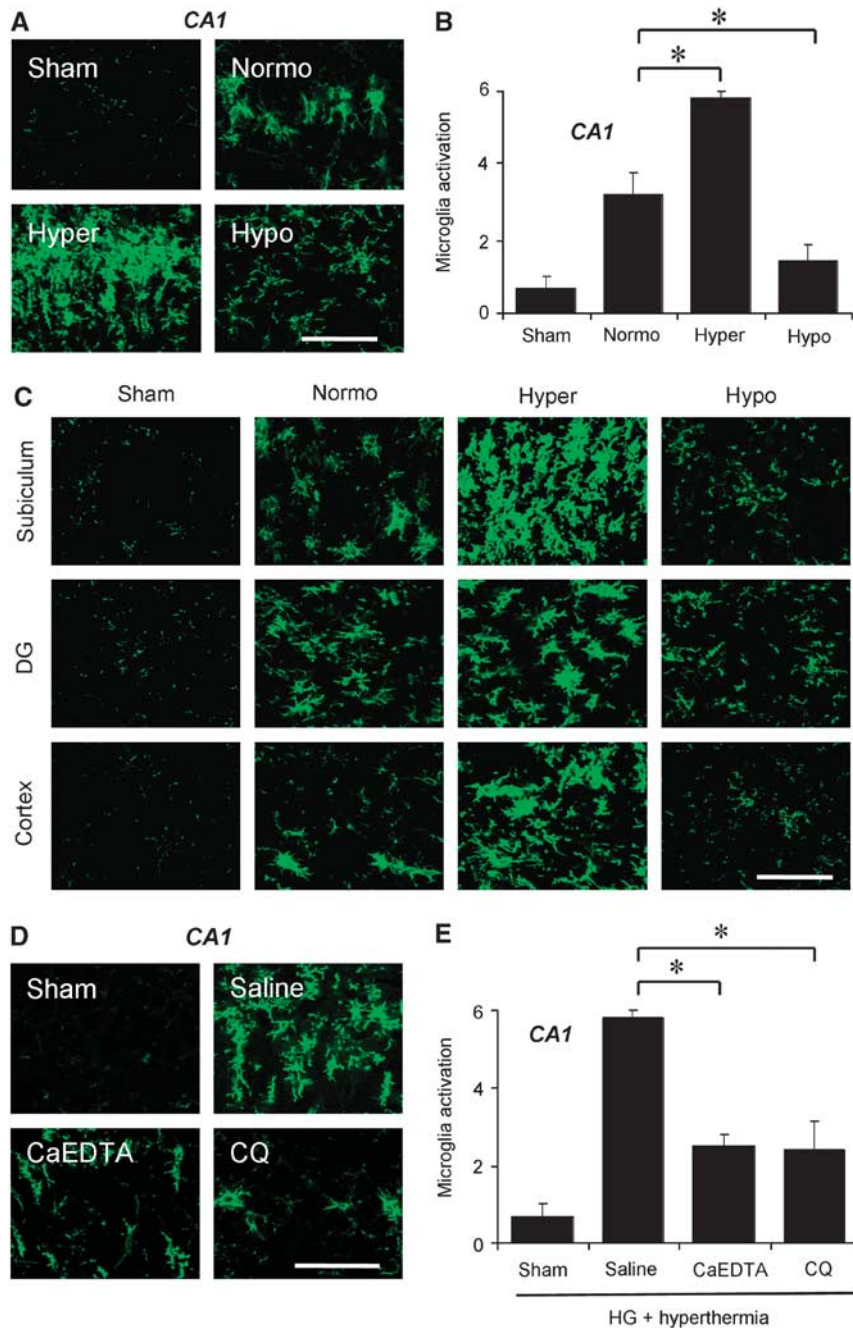 A
CA1
Sham
Normo
Hyper
Hypo
B
*
*
6
4
2
0
Microglia activation
CA1
Sham
Normo
Hyper
Hypo
C
Sham
Normo
Hyper
Hypo
Subiculum
DG
Cortex
D
CA1
Sham
Saline
CaEDTA
CQ
E
*
*
6
4
2
0
Microglia activation
CA1
Sham
Saline
CaEDTA
CQ
HG + hyperthermia